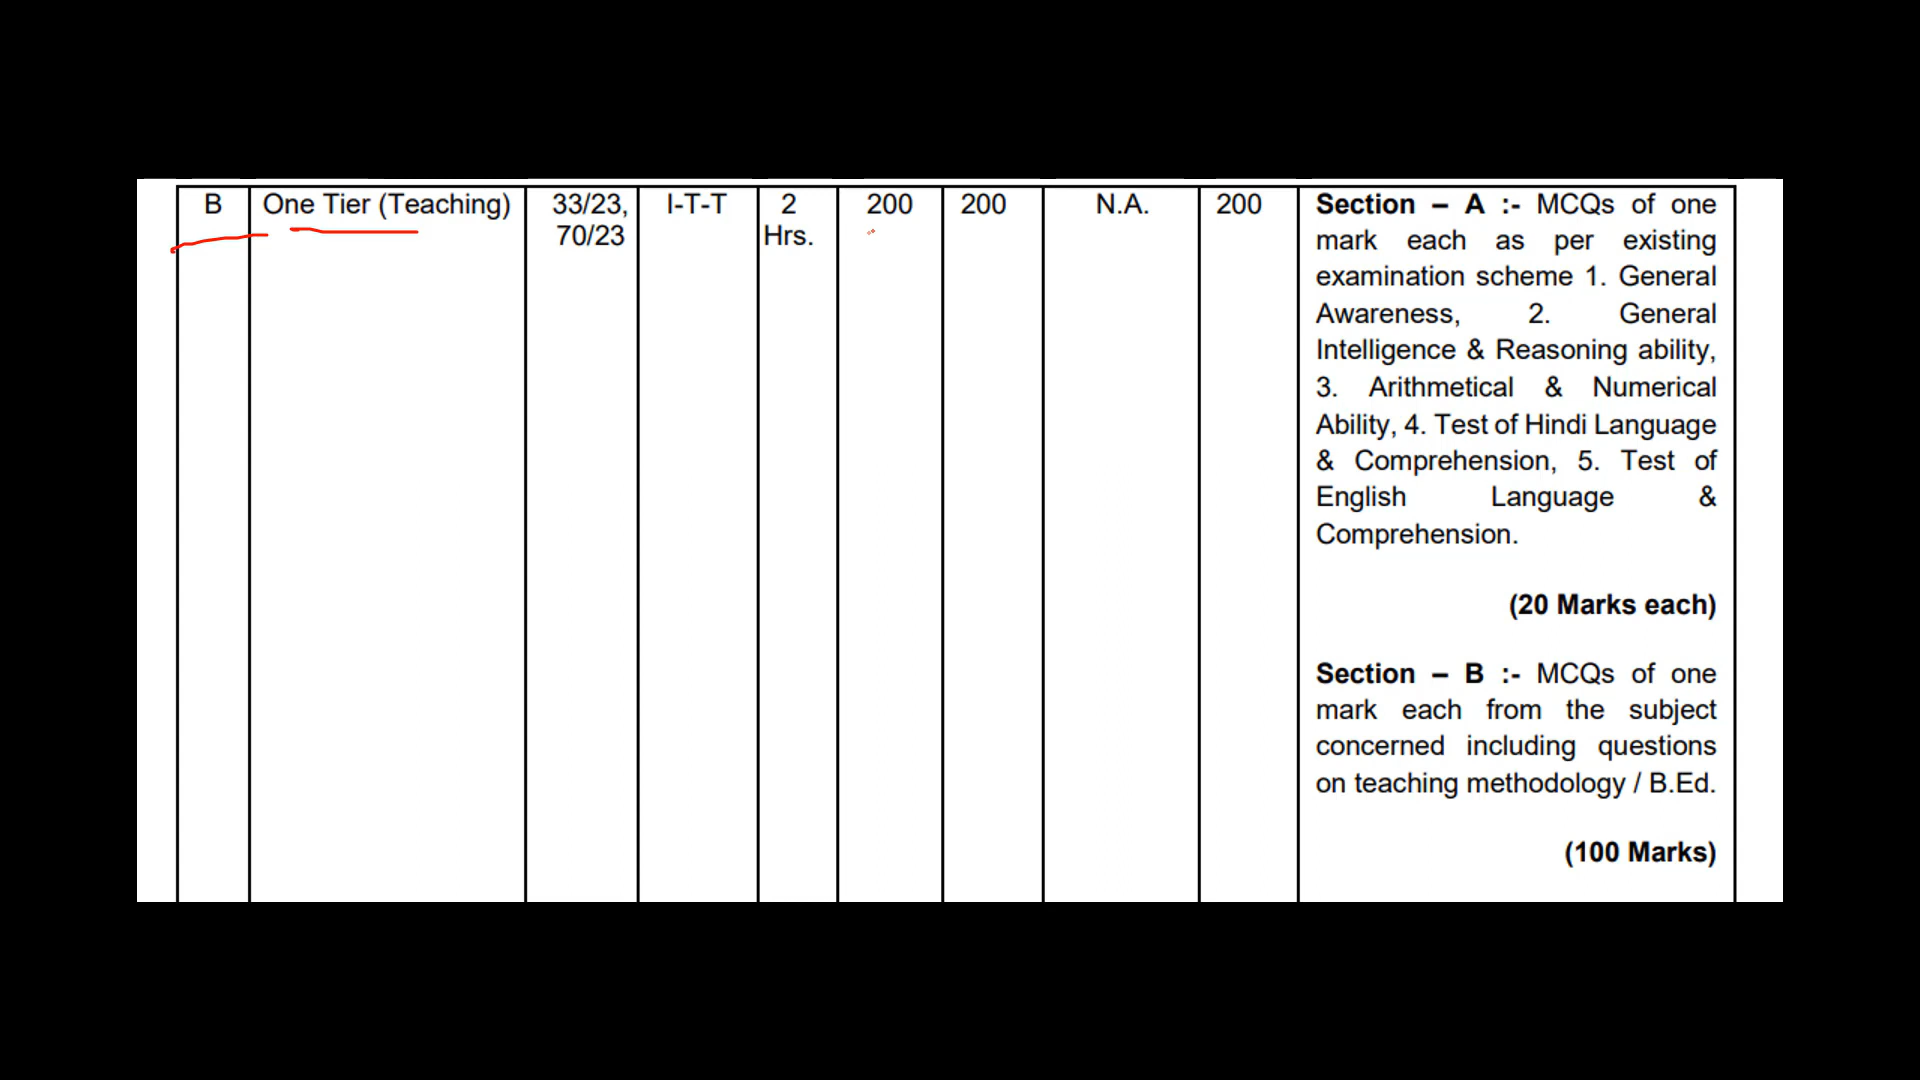 B One Tier (Teaching) 33/23, I-T-T 2 200 200 N.A. 200 Section – A :- MCQs of one
70/23 Hrs. mark each as per existing
examination scheme 1. General
Awareness, 2. General
Intelligence & Reasoning ability,
3. Arithmetical & Numerical
Ability, 4. Test of Hindi Language
& Comprehension, 5. Test of
English Language &
Comprehension.
(20 Marks each)
Section – B :- MCQs of one
mark each from the subject
concerned including questions
on teaching methodology / B.Ed.
(100 Marks)